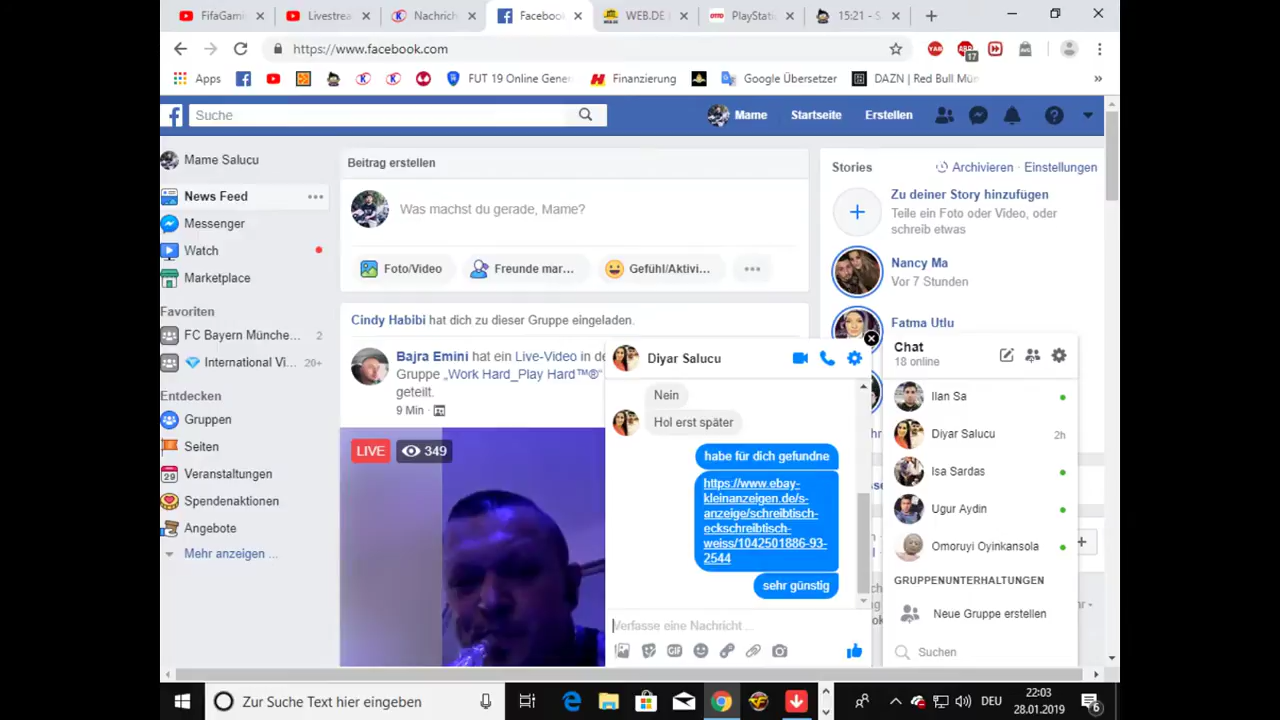 FifaGami
Livestrea
Nachrich
Facebook
WEB.DE
OTTO
PlayStati
15:21 - S
https://www.facebook.com
17
Apps
FUT 19 Online Gener
Finanzierung
Google Übersetzer
DAZN | Red Bull Mün
»
Suche
Mame
Startseite
Erstellen
Mame Salucu
News Feed
Messenger
Watch
Marketplace
Favoriten
FC Bayern Münche... 2
International Vi... 20+
Entdecken
Gruppen
Seiten
29 Veranstaltungen
Spendenaktionen
Angebote
Mehr anzeigen ...
Beitrag erstellen
Was machst du gerade, Mame?
Foto/Video
Freunde mar...
Gefühl/Aktivi...
Cindy Habibi hat dich zu dieser Gruppe eingeladen.
Bajra Emini hat ein Live-Video in de
Gruppe „Work Hard_Play Hard™®“
geteilt.
9 Min
LIVE
349
Stories
Archivieren · Einstellungen
Zu deiner Story hinzufügen
Teile ein Foto oder Video, oder
schreib etwas
Nancy Ma
Vor 7 Stunden
Fatma Utlu
Diyar Salucu
Nein
Hol erst später
habe für dich gefundne
https://www.ebay-
kleinanzeigen.de/s-
anzeige/schreibtisch-
eckschreibtisch-
weiss/1042501886-93-
2544
sehr günstig
Verfasse eine Nachricht ...
GIF
Chat
18 online
Ilan Sa
Diyar Salucu 2h
Isa Sardas
Ugur Aydin
Omoruyi Oyinkansola
GRUPPENUNTERHALTUNGEN
Neue Gruppe erstellen
Suchen
Zur Suche Text hier eingeben
DEU
22:03
28.01.2019
6